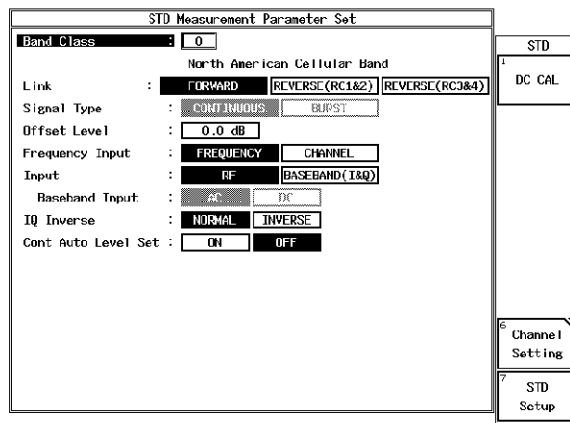 STD Measurement Parameter Set
Band Class : 0
North American Cellular Band
Link : FORWARD REVERSE(RC1&2) REVERSE(RC3&4)
Signal Type : CONTINUOUS BURST
Offset Level : 0.0 dB
Frequency Input : FREQUENCY CHANNEL
Input : RF BASEBAND(I&Q)
Baseband Input : AC DC
IQ Inverse : NORMAL INVERSE
Cont Auto Level Set : ON OFF
STD
1
DC CAL
6
Channel
Setting
7
STD
Setup